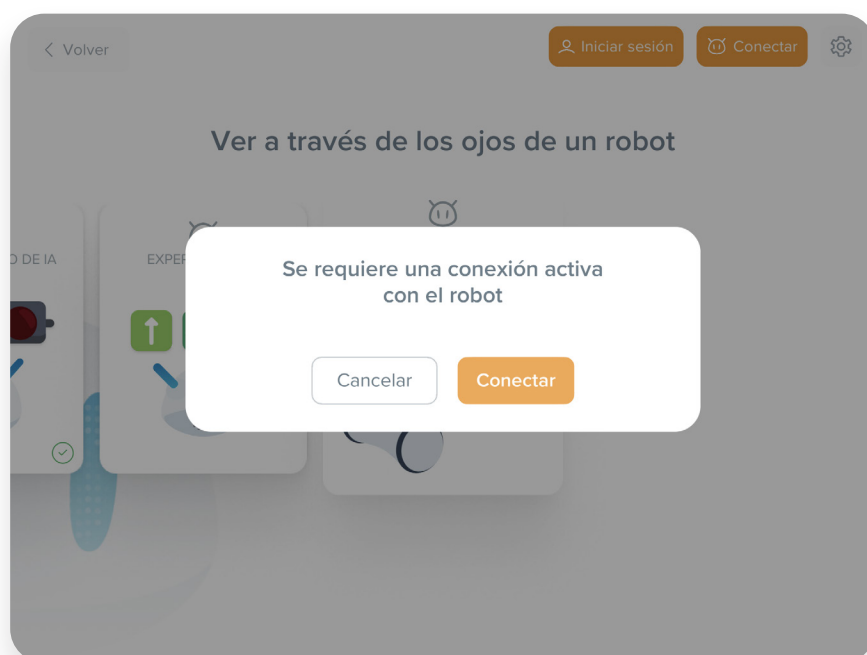 Volver
Iniciar sesión
Conectar
Ver a través de los ojos de un robot
O DE IA
EXPER
Se requiere una conexión activa
con el robot
Cancelar
Conectar